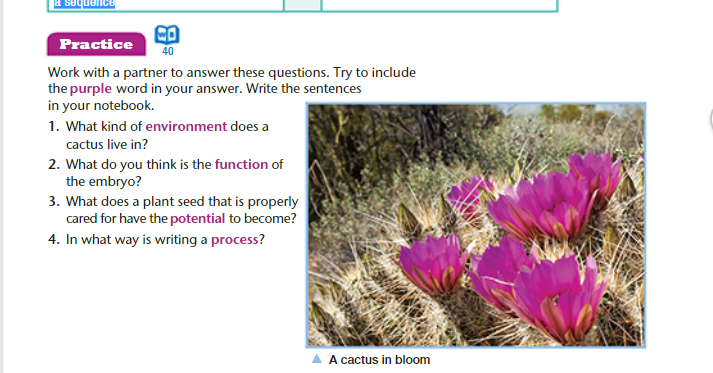 a sequence
Practice
40
Work with a partner to answer these questions. Try to include
the purple word in your answer. Write the sentences
in your notebook.
1. What kind of environment does a
cactus live in?
2. What do you think is the function of
the embryo?
3. What does a plant seed that is properly
cared for have the potential to become?
4. In what way is writing a process?
A cactus in bloom